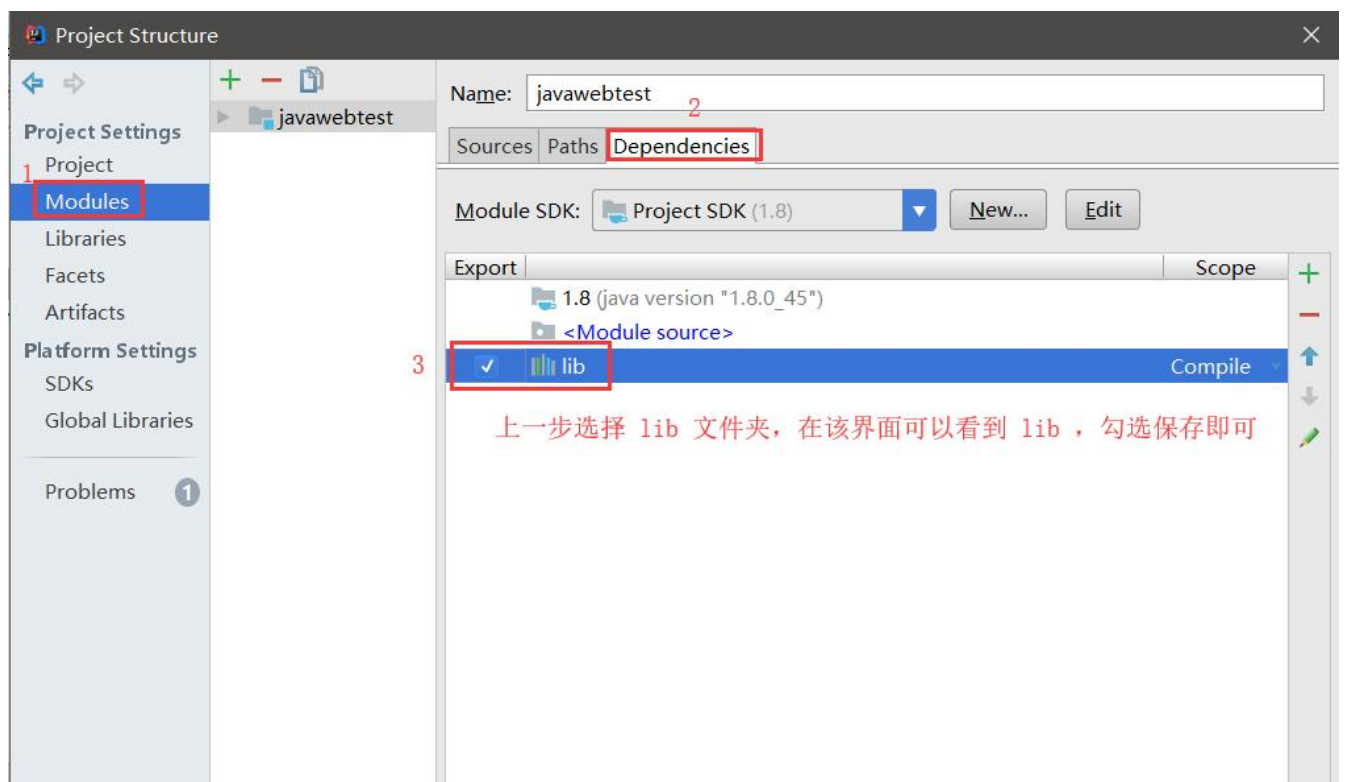 Project Structure
Name: javawebtest
javawebtest
2
Project Settings
Sources Paths Dependencies
Project
1
Modules
Module SDK: Project SDK (1.8) New... Edit
Libraries
Export Scope
Facets
1.8 (java version "1.8.0_45")
Artifacts
<Module source>
Platform Settings
3
lib Compile
SDKs
Global Libraries
上一步选择 lib 文件夹，在该界面可以看到 lib ，勾选保存即可
Problems 1